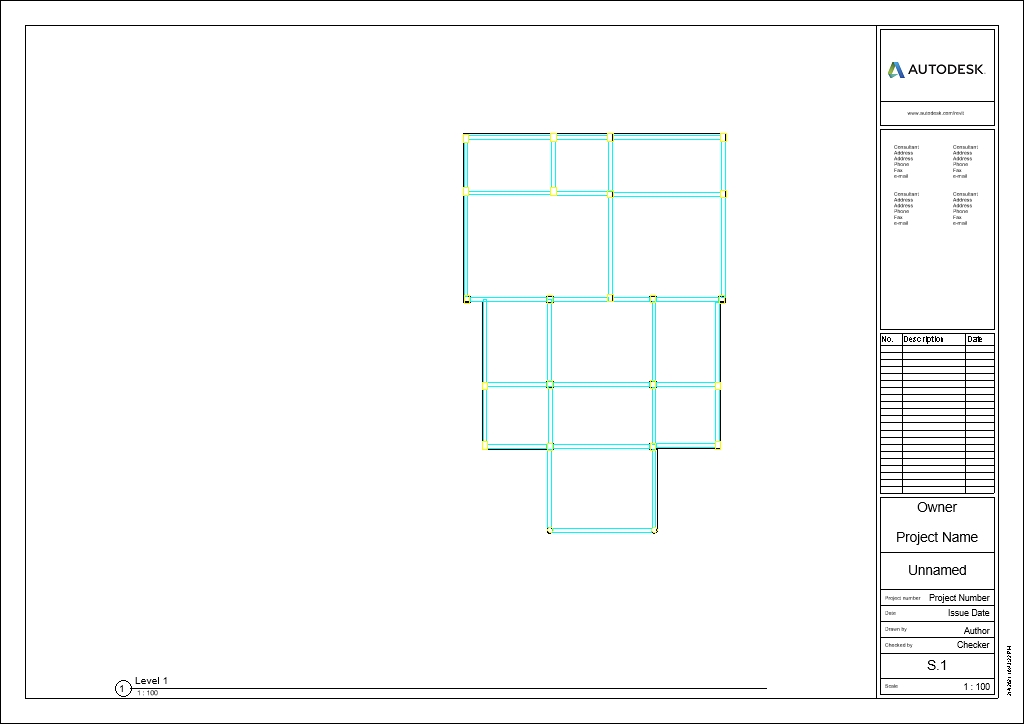 AUTODESK.
www.autodesk.com/revit
Consultant
Address
Address
Phone
Fax
e-mail
Consultant
Address
Address
Phone
Fax
e-mail
Consultant
Address
Address
Phone
Fax
e-mail
Consultant
Address
Address
Phone
Fax
e-mail
No. Description Date
Owner
Project Name
Unnamed
Project number Project Number
Date Issue Date
Drawn by Author
Checked by Checker
S.1
Scale 1 : 100
1 Level 1
1 : 100